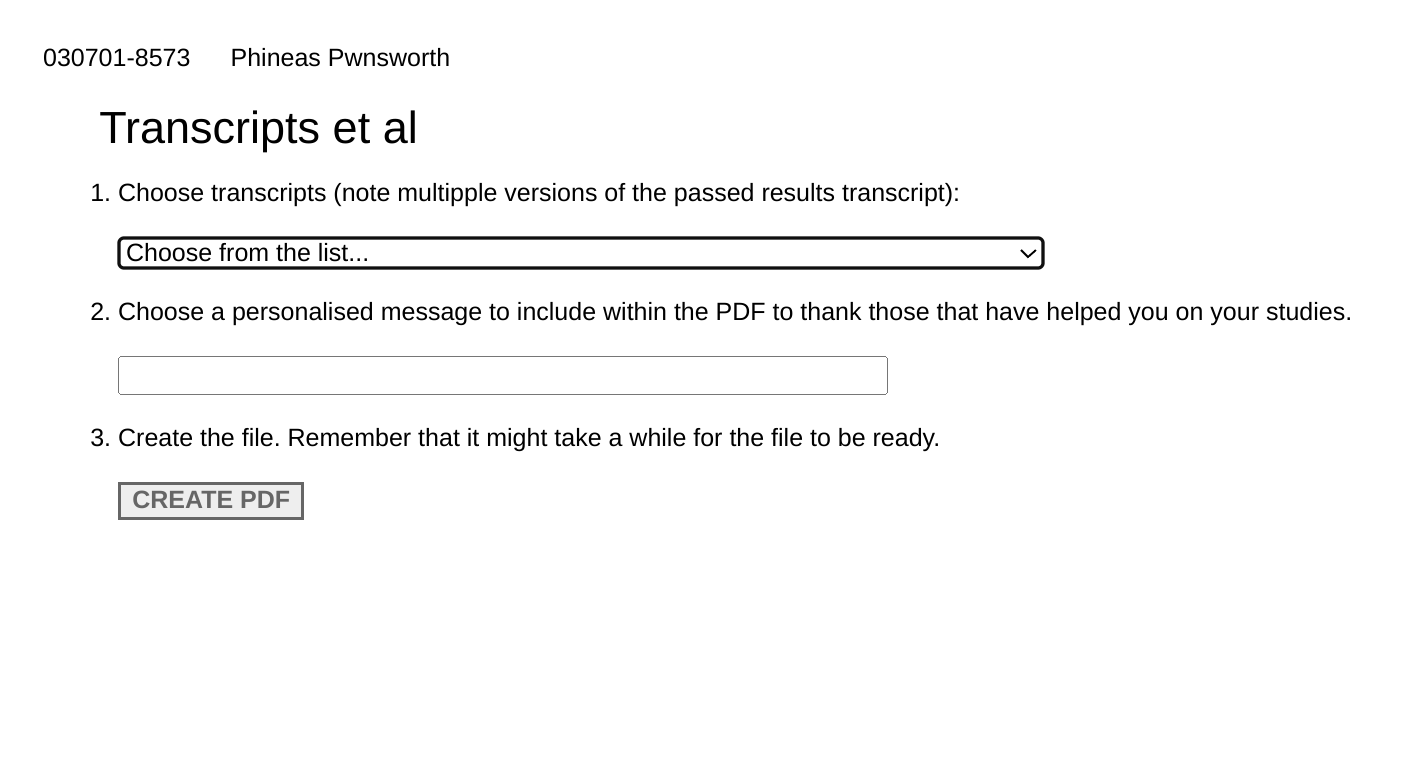 030701-8573 Phineas Pwnsworth
Transcripts et al
1. Choose transcripts (note multipple versions of the passed results transcript):
Choose from the list...
2. Choose a personalised message to include within the PDF to thank those that have helped you on your studies.
3. Create the file. Remember that it might take a while for the file to be ready.
CREATE PDF